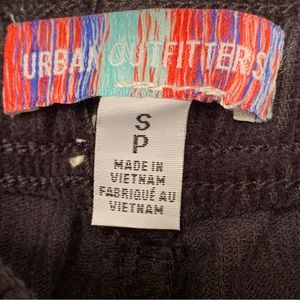 URBAN OUTFITTERS
S
P
MADE IN
VIETNAM
FABRIQUÉ AU
VIETNAM